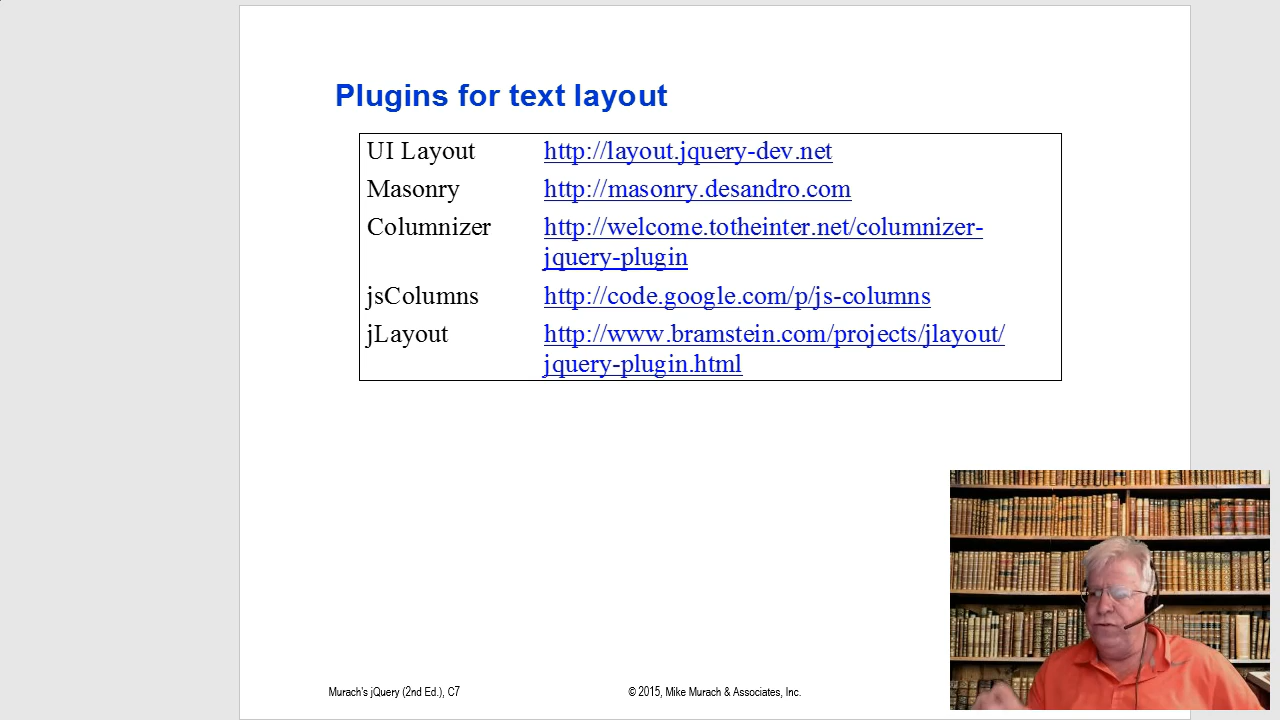 Plugins for text layout
UI Layout http://layout.jquery-dev.net
Masonry http://masonry.desandro.com
Columnizer http://welcome.totheinter.net/columnizer-
jquery-plugin
jsColumns http://code.google.com/p/js-columns
jLayout http://www.bramstein.com/projects/jlayout/
jquery-plugin.html
Murach's jQuery (2nd Ed.), C7 © 2015, Mike Murach & Associates, Inc.